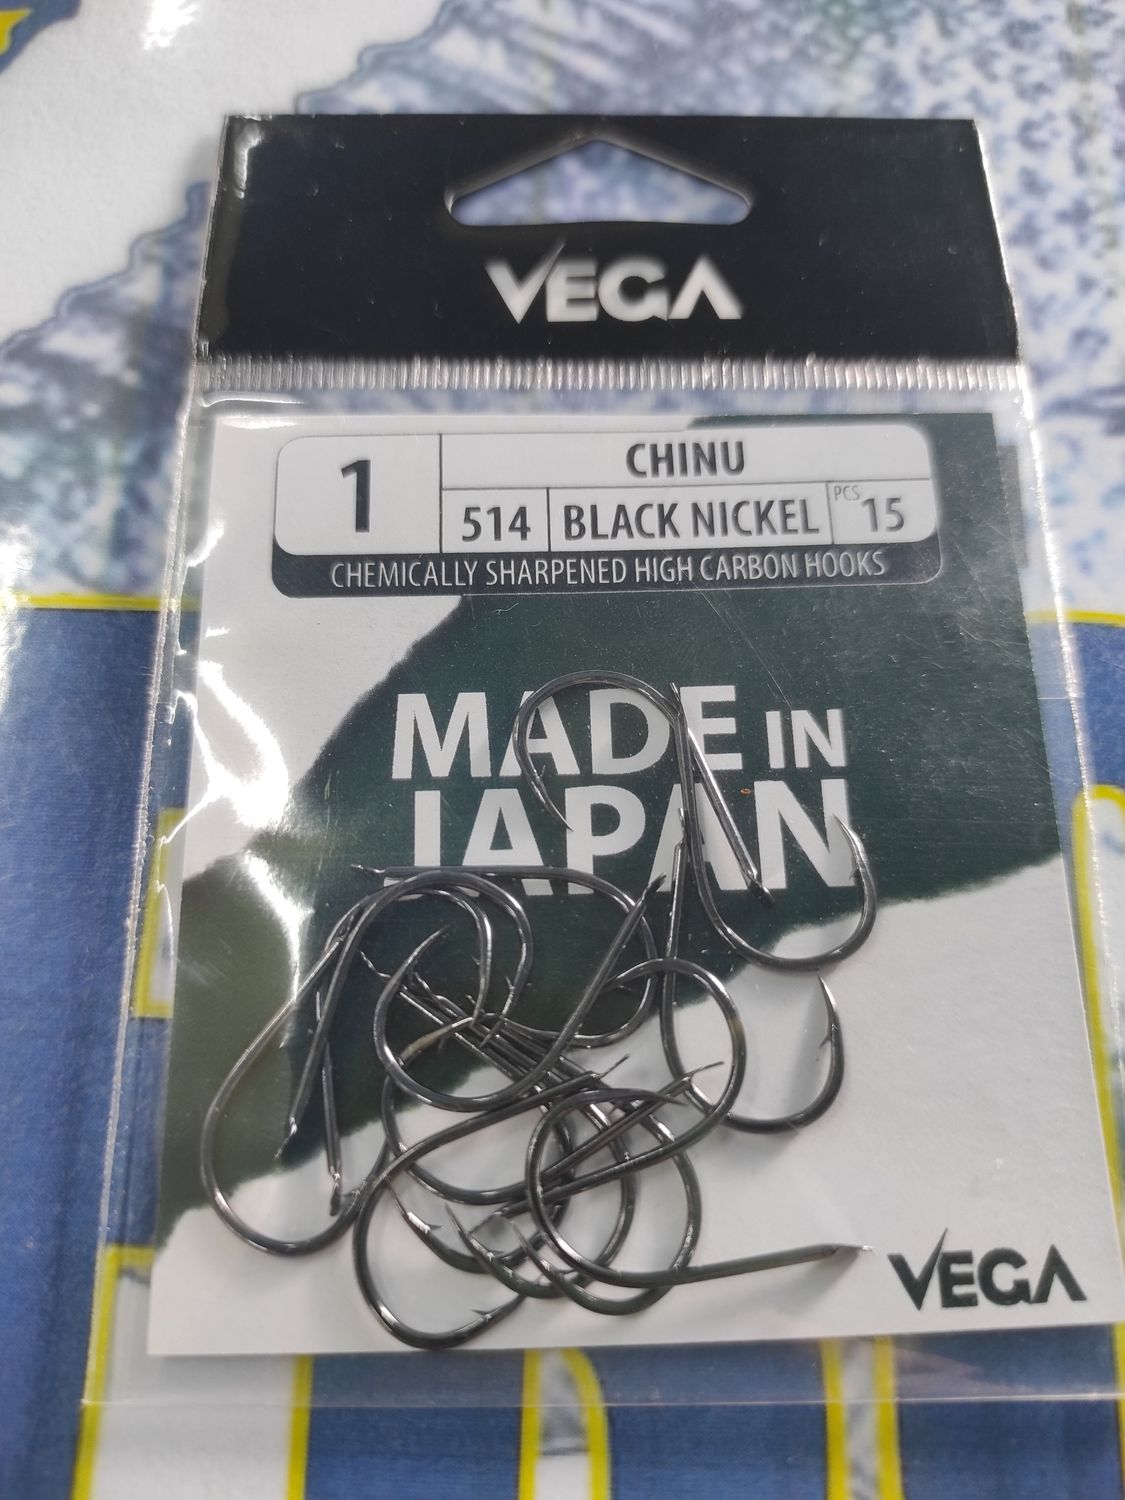 VEGA
1
CHINU
514 BLACK NICKEL PCS 15
CHEMICALLY SHARPENED HIGH CARBON HOOKS
MADE IN
JAPAN
VEGA